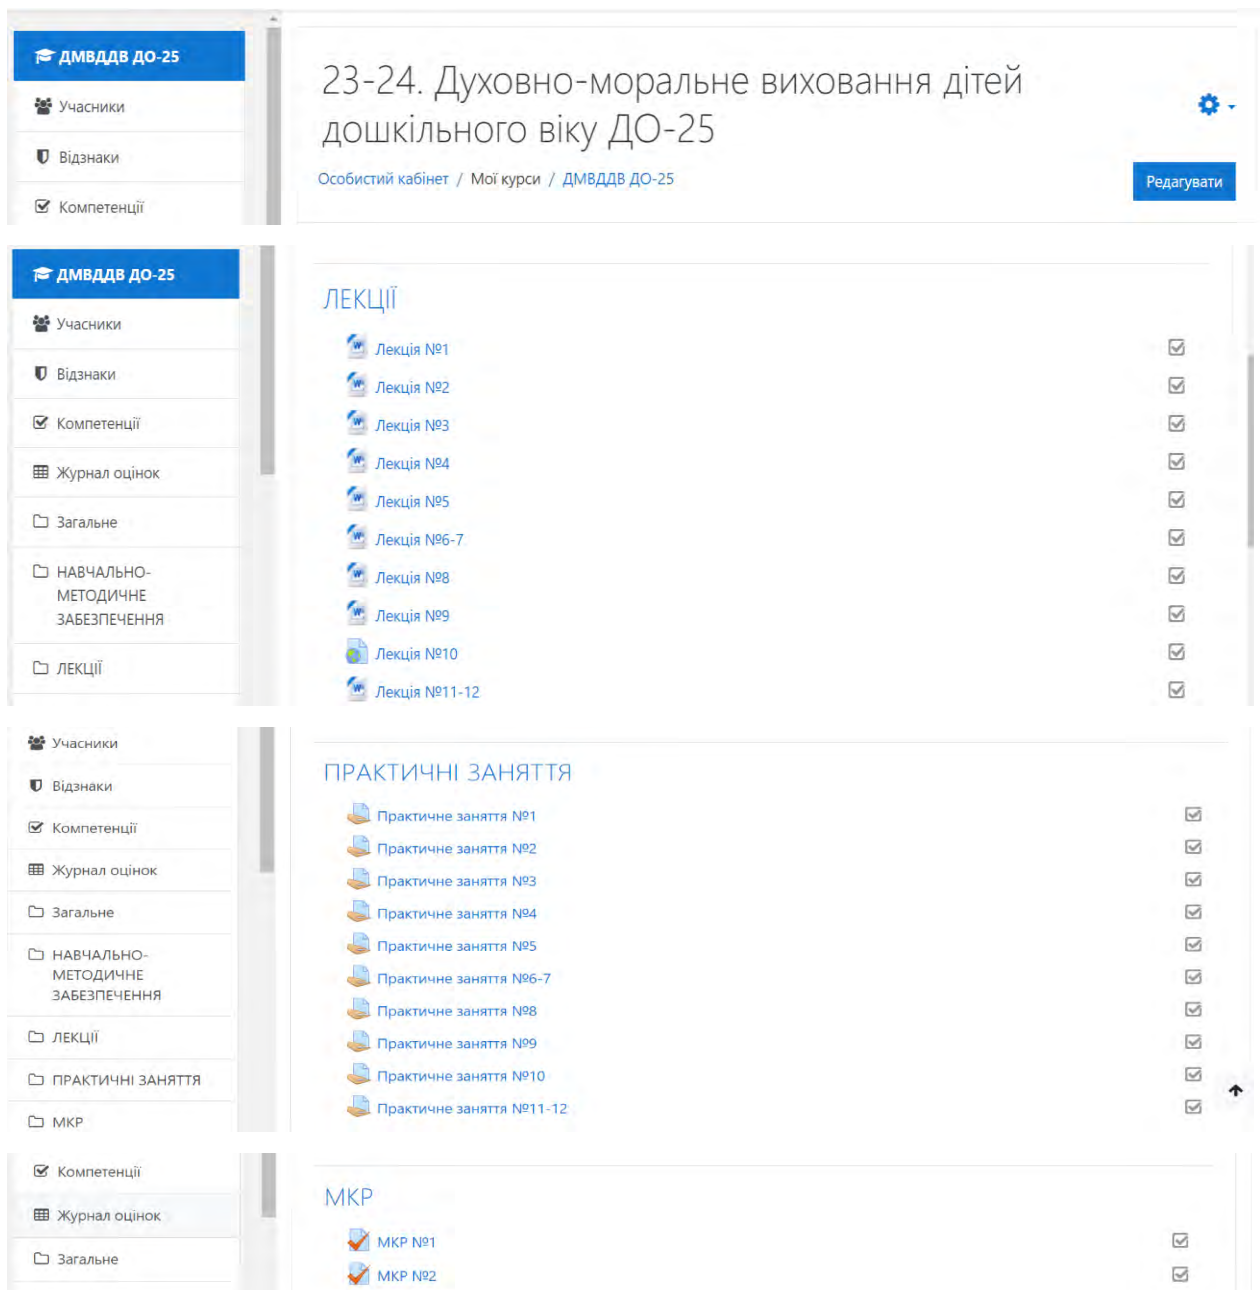 ДМВДДВ ДО-25
Учасники
Відзнаки
Компетенції
23-24. Духовно-моральне виховання дітей
дошкільного віку ДО-25
Особистий кабінет / Мої курси / ДМВДДВ ДО-25
Редагувати
ДМВДДВ ДО-25
Учасники
Відзнаки
Компетенції
Журнал оцінок
Загальне
НАВЧАЛЬНО-
МЕТОДИЧНЕ
ЗАБЕЗПЕЧЕННЯ
ЛЕКЦІЇ
ЛЕКЦІЇ
Лекція №1
Лекція №2
Лекція №3
Лекція №4
Лекція №5
Лекція №6-7
Лекція №8
Лекція №9
Лекція №10
Лекція №11-12
Учасники
Відзнаки
Компетенції
Журнал оцінок
Загальне
НАВЧАЛЬНО-
МЕТОДИЧНЕ
ЗАБЕЗПЕЧЕННЯ
ЛЕКЦІЇ
ПРАКТИЧНІ ЗАНЯТТЯ
МКР
ПРАКТИЧНІ ЗАНЯТТЯ
Практичне заняття №1
Практичне заняття №2
Практичне заняття №3
Практичне заняття №4
Практичне заняття №5
Практичне заняття №6-7
Практичне заняття №8
Практичне заняття №9
Практичне заняття №10
Практичне заняття №11-12
Компетенції
Журнал оцінок
Загальне
МКР
МКР №1
МКР №2